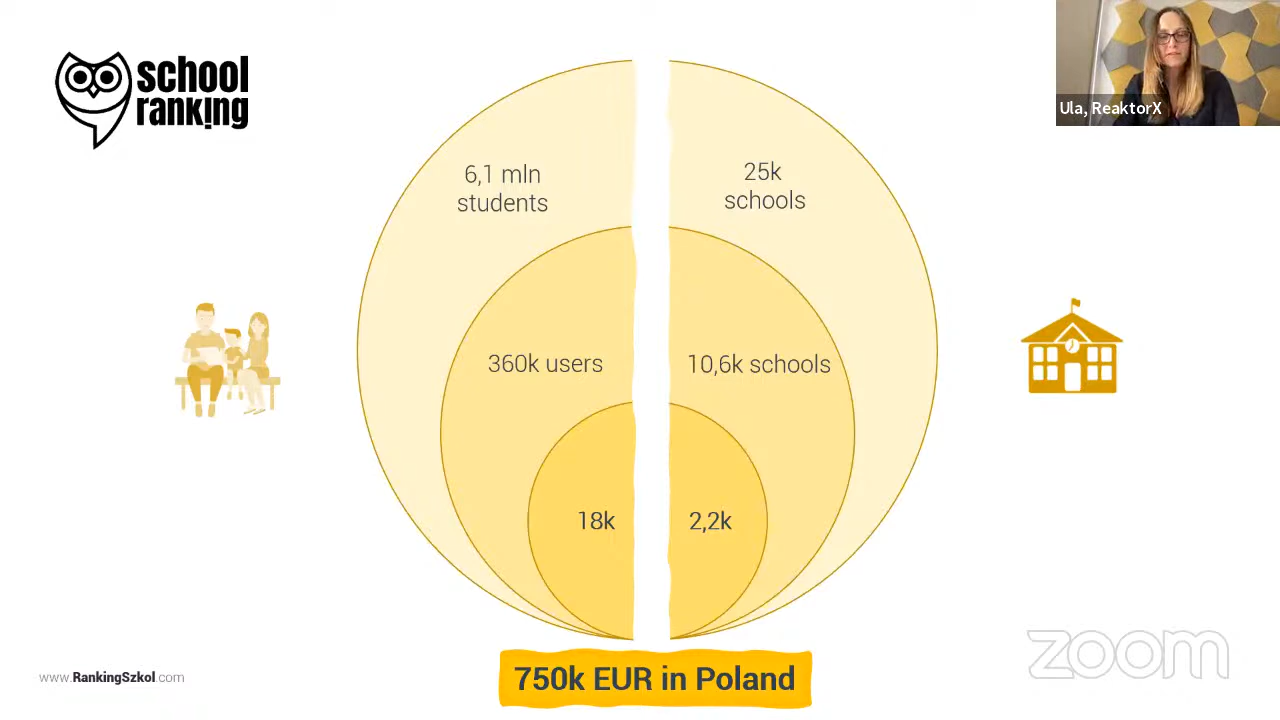 school
ranking
Ula, ReaktorX
6,1 mln
students
25k
schools
360k users
10,6k schools
18k
2,2k
750k EUR in Poland
www.RankingSzkol.com
zoom